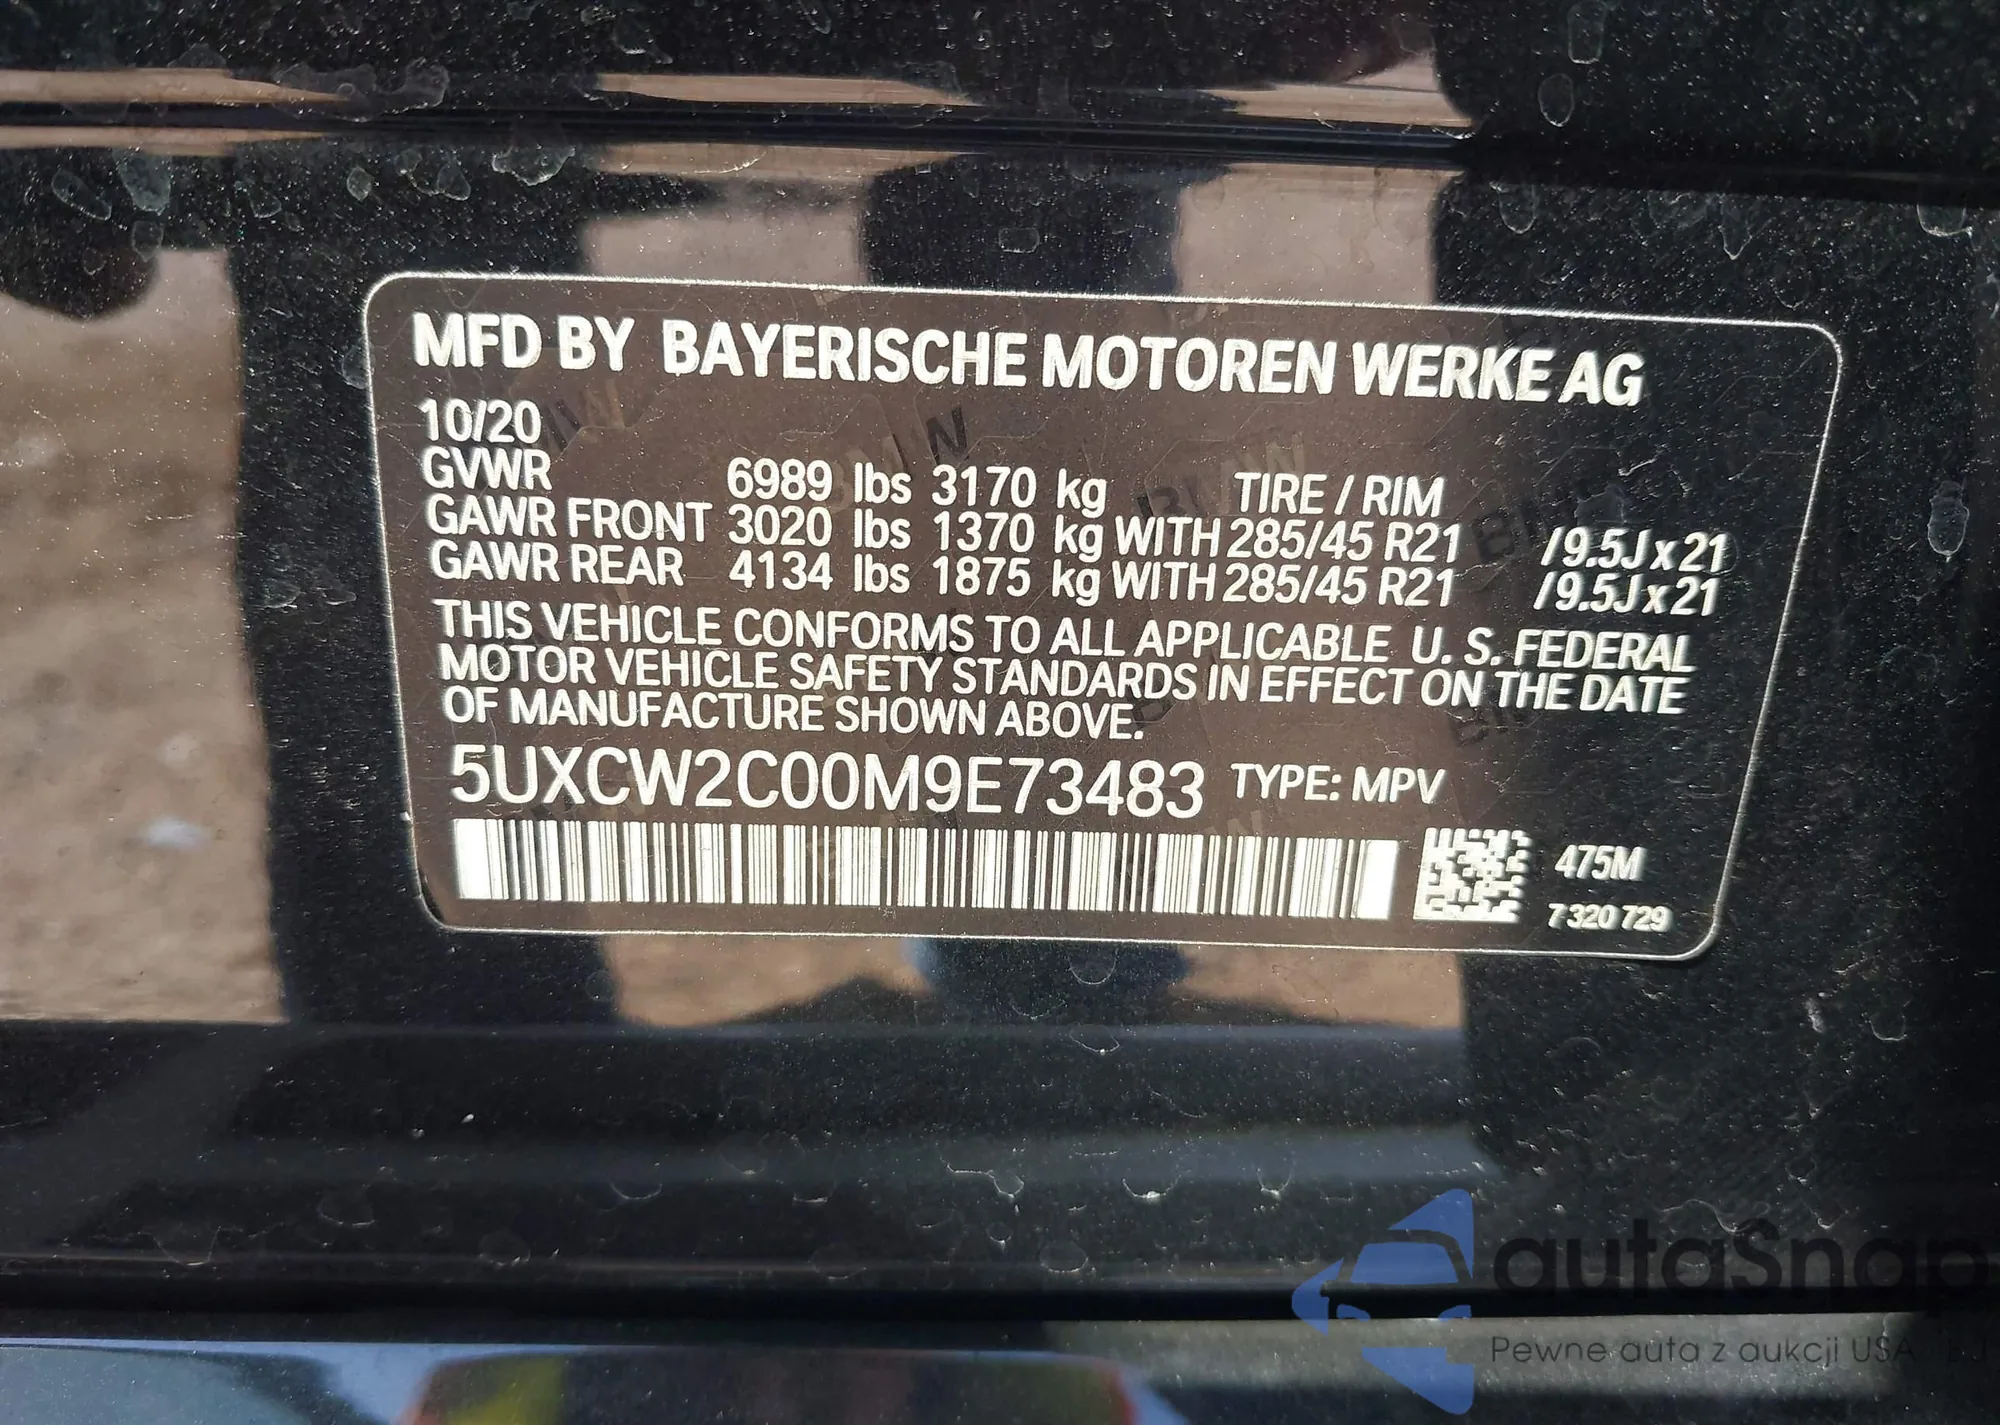 MFD BY BAYERISCHE MOTOREN WERKE AG
10/20
GVWR 6989 lbs 3170 kg TIRE / RIM
GAWR FRONT 3020 lbs 1370 kg WITH 285/45 R21 /9.5J x 21
GAWR REAR 4134 lbs 1875 kg WITH 285/45 R21 /9.5J x 21
THIS VEHICLE CONFORMS TO ALL APPLICABLE U. S. FEDERAL
MOTOR VEHICLE SAFETY STANDARDS IN EFFECT ON THE DATE
OF MANUFACTURE SHOWN ABOVE.
5UXCW2C00M9E73483 TYPE: MPV
475M
7 320 729
autaSnap
Pewne auta z aukcji USA